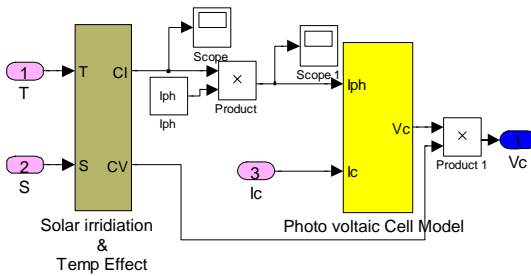 Scope
Scope 1
1
T
T
CI
Iph
Iph
Product
Iph
Vc
1
Vc
Product 1
2
S
S
CV
3
Ic
Ic
Solar irridiation
&
Temp Effect
Photo voltaic Cell Model